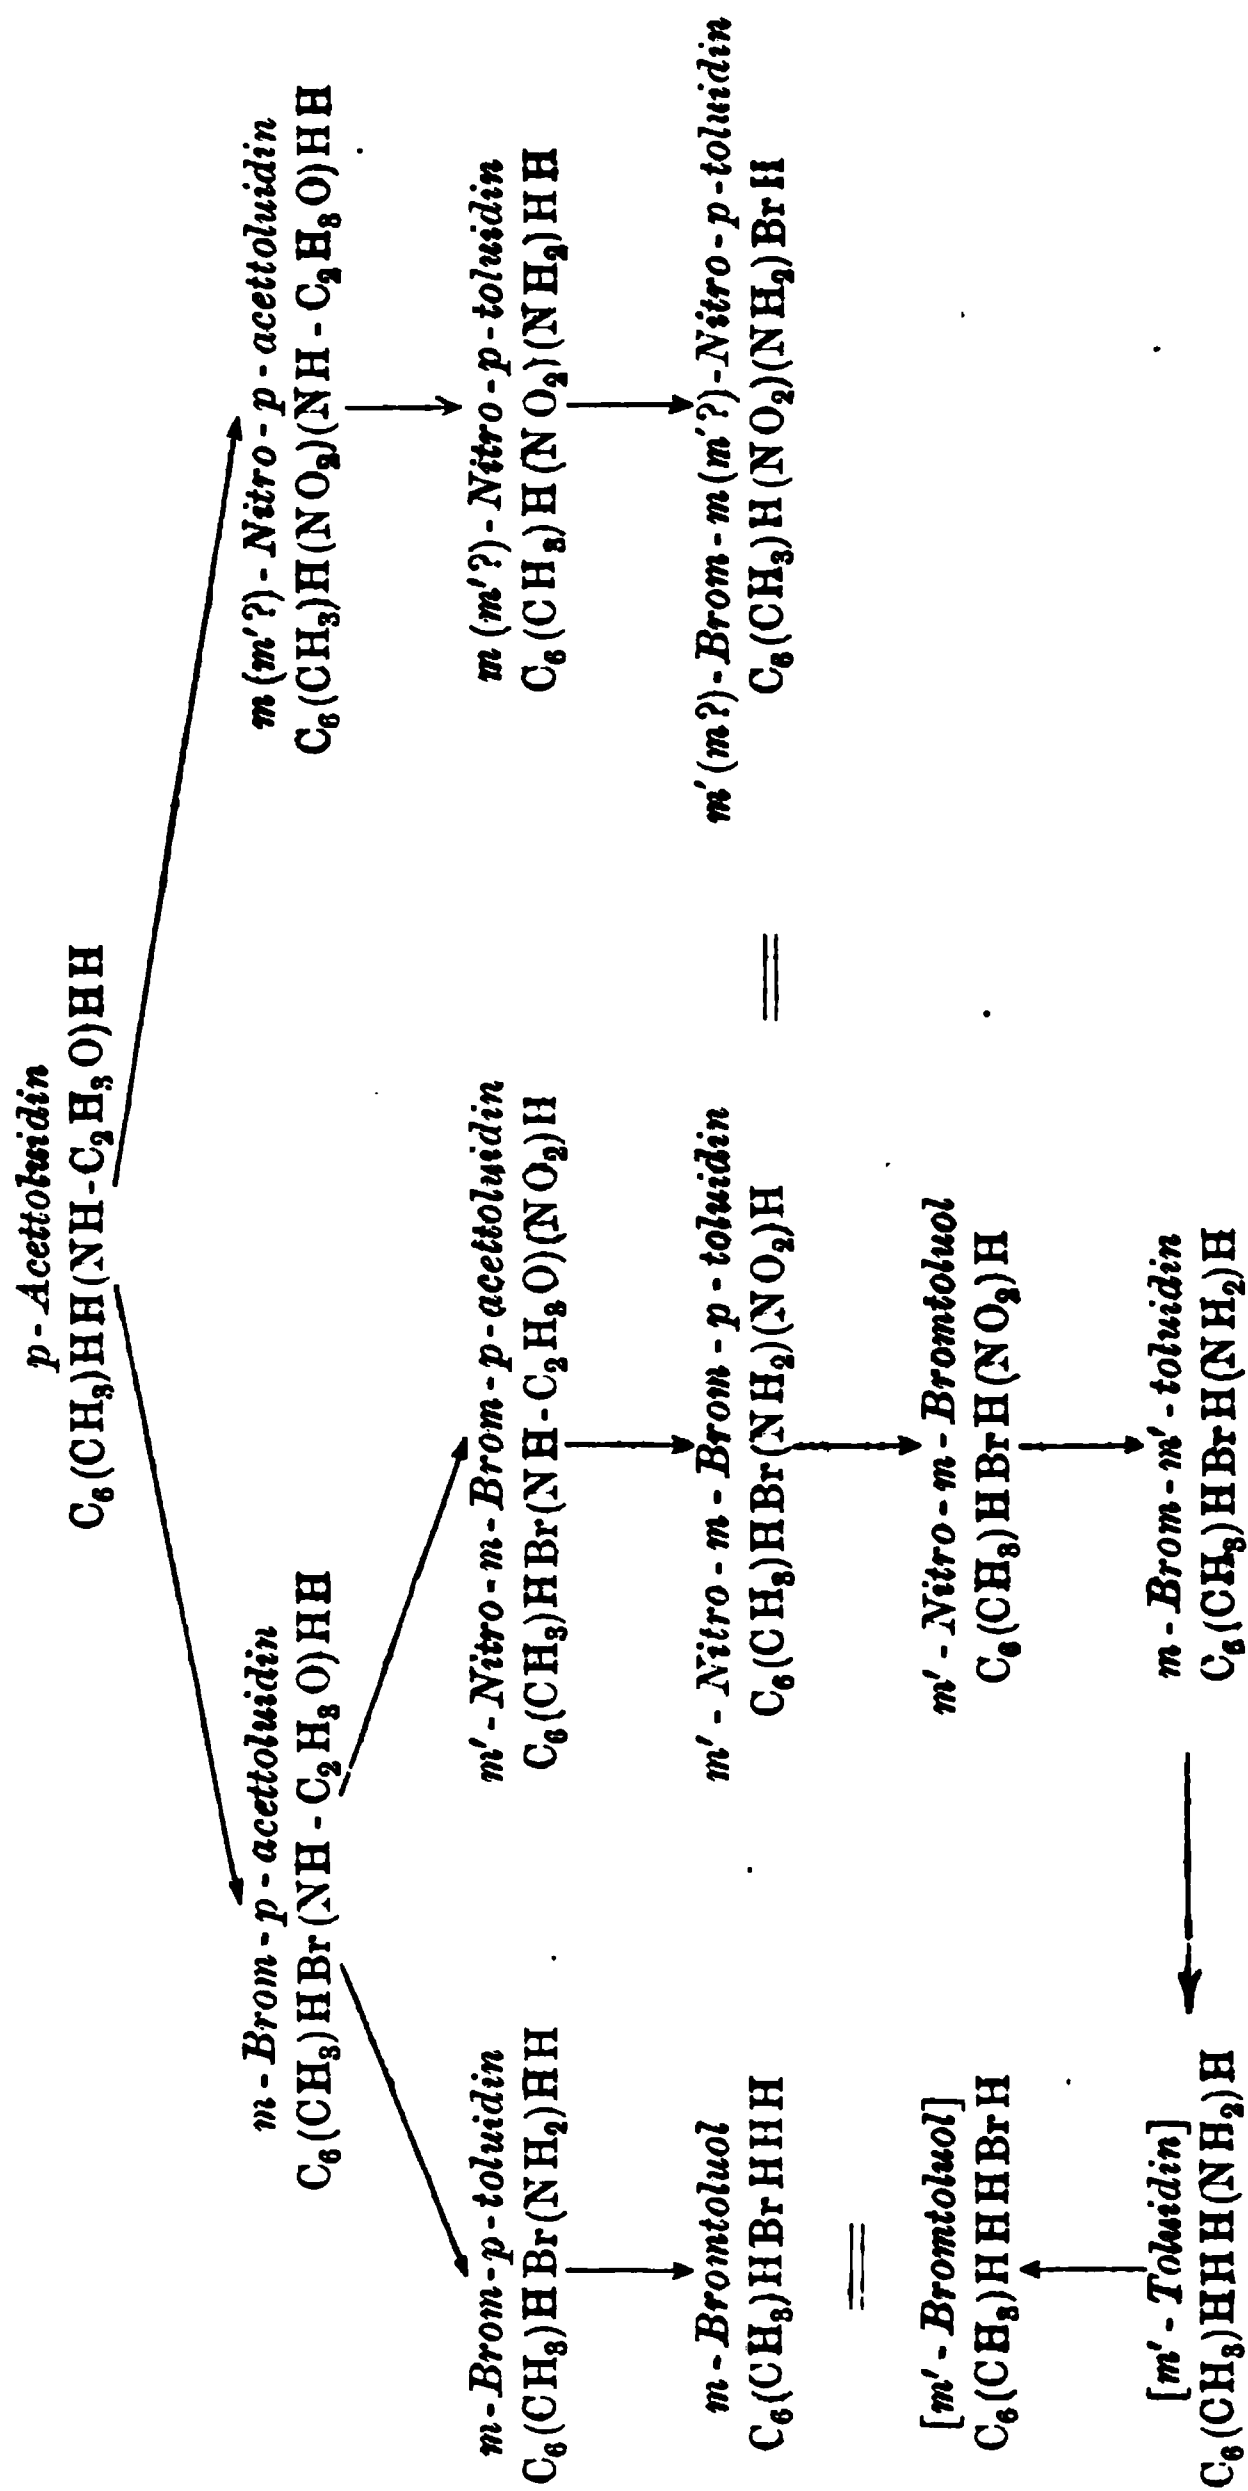 p - Acettoluidin
C₆(CH₃)HH(NH-C₂H₃O)HH
m - Brom - p - acettoluidin
C₆(CH₃)HBr(NH - C₂H₃O)HH
m (m′?) - Nitro - p - acettoluidin
C₆(CH₃)H(NO₂)(NH - C₂H₃O)HH
m - Brom - p - toluidin
C₆(CH₃)HBr(NH₂)HH
m′ - Nitro - m - Brom - p - acettoluidin
C₆(CH₃)HBr(NH - C₂H₃O)(NO₂)H
m (m′?) - Nitro - p - toluidin
C₆(CH₃)H(NO₂)(NH₂)HH
m - Bromtoluol
C₆(CH₃)HBrHHH
m′ - Nitro - m - Brom - p - toluidin
C₆(CH₃)HBr(NH₂)(NO₂)H
=
m′(m?) - Brom - m(m′?) - Nitro - p - toluidin
C₆(CH₃)H(NO₂)(NH₂)BrH
=
[m′ - Bromtoluol]
C₆(CH₃)HHHBrH
m′ - Nitro - m - Bromtoluol
C₆(CH₃)HBrH(NO₂)H
[m′ - Toluidin]
C₆(CH₃)HHH(NH₂)H
m - Brom - m′ - toluidin
C₆(CH₃)HBrH(NH₂)H